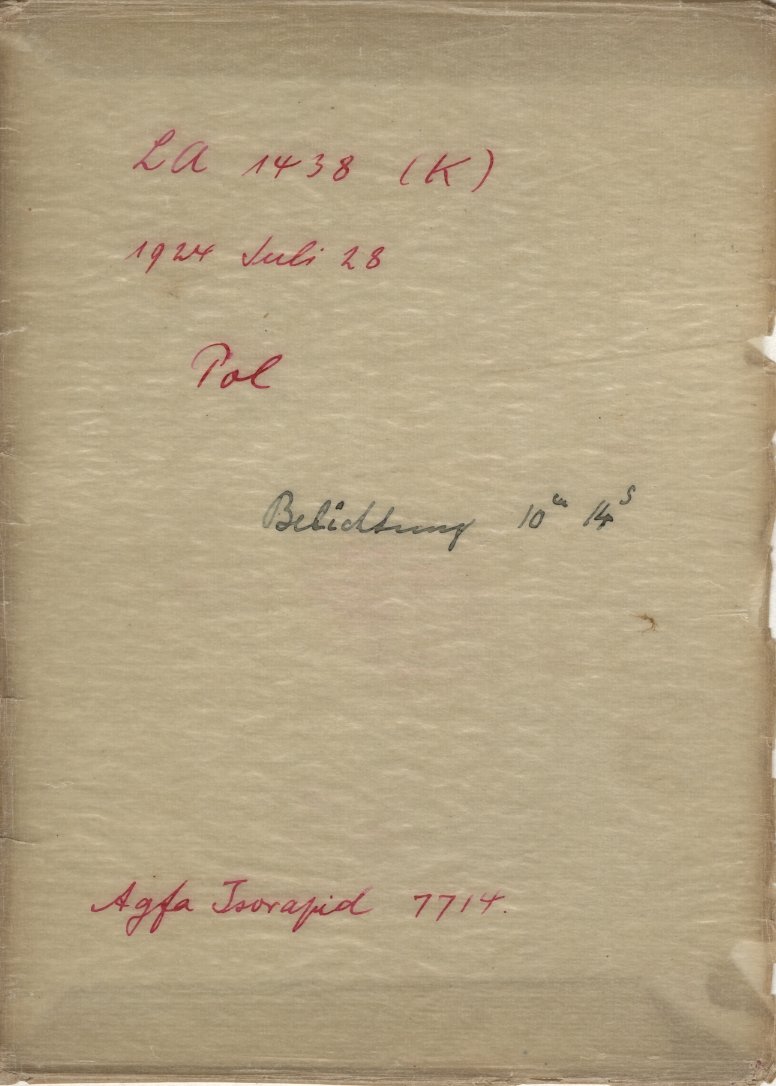 LA 1438 (K)
1924 Juli 28
Pol
Belichtung 10ᵐ 14ˢ
Agfa Isorapid 7714.